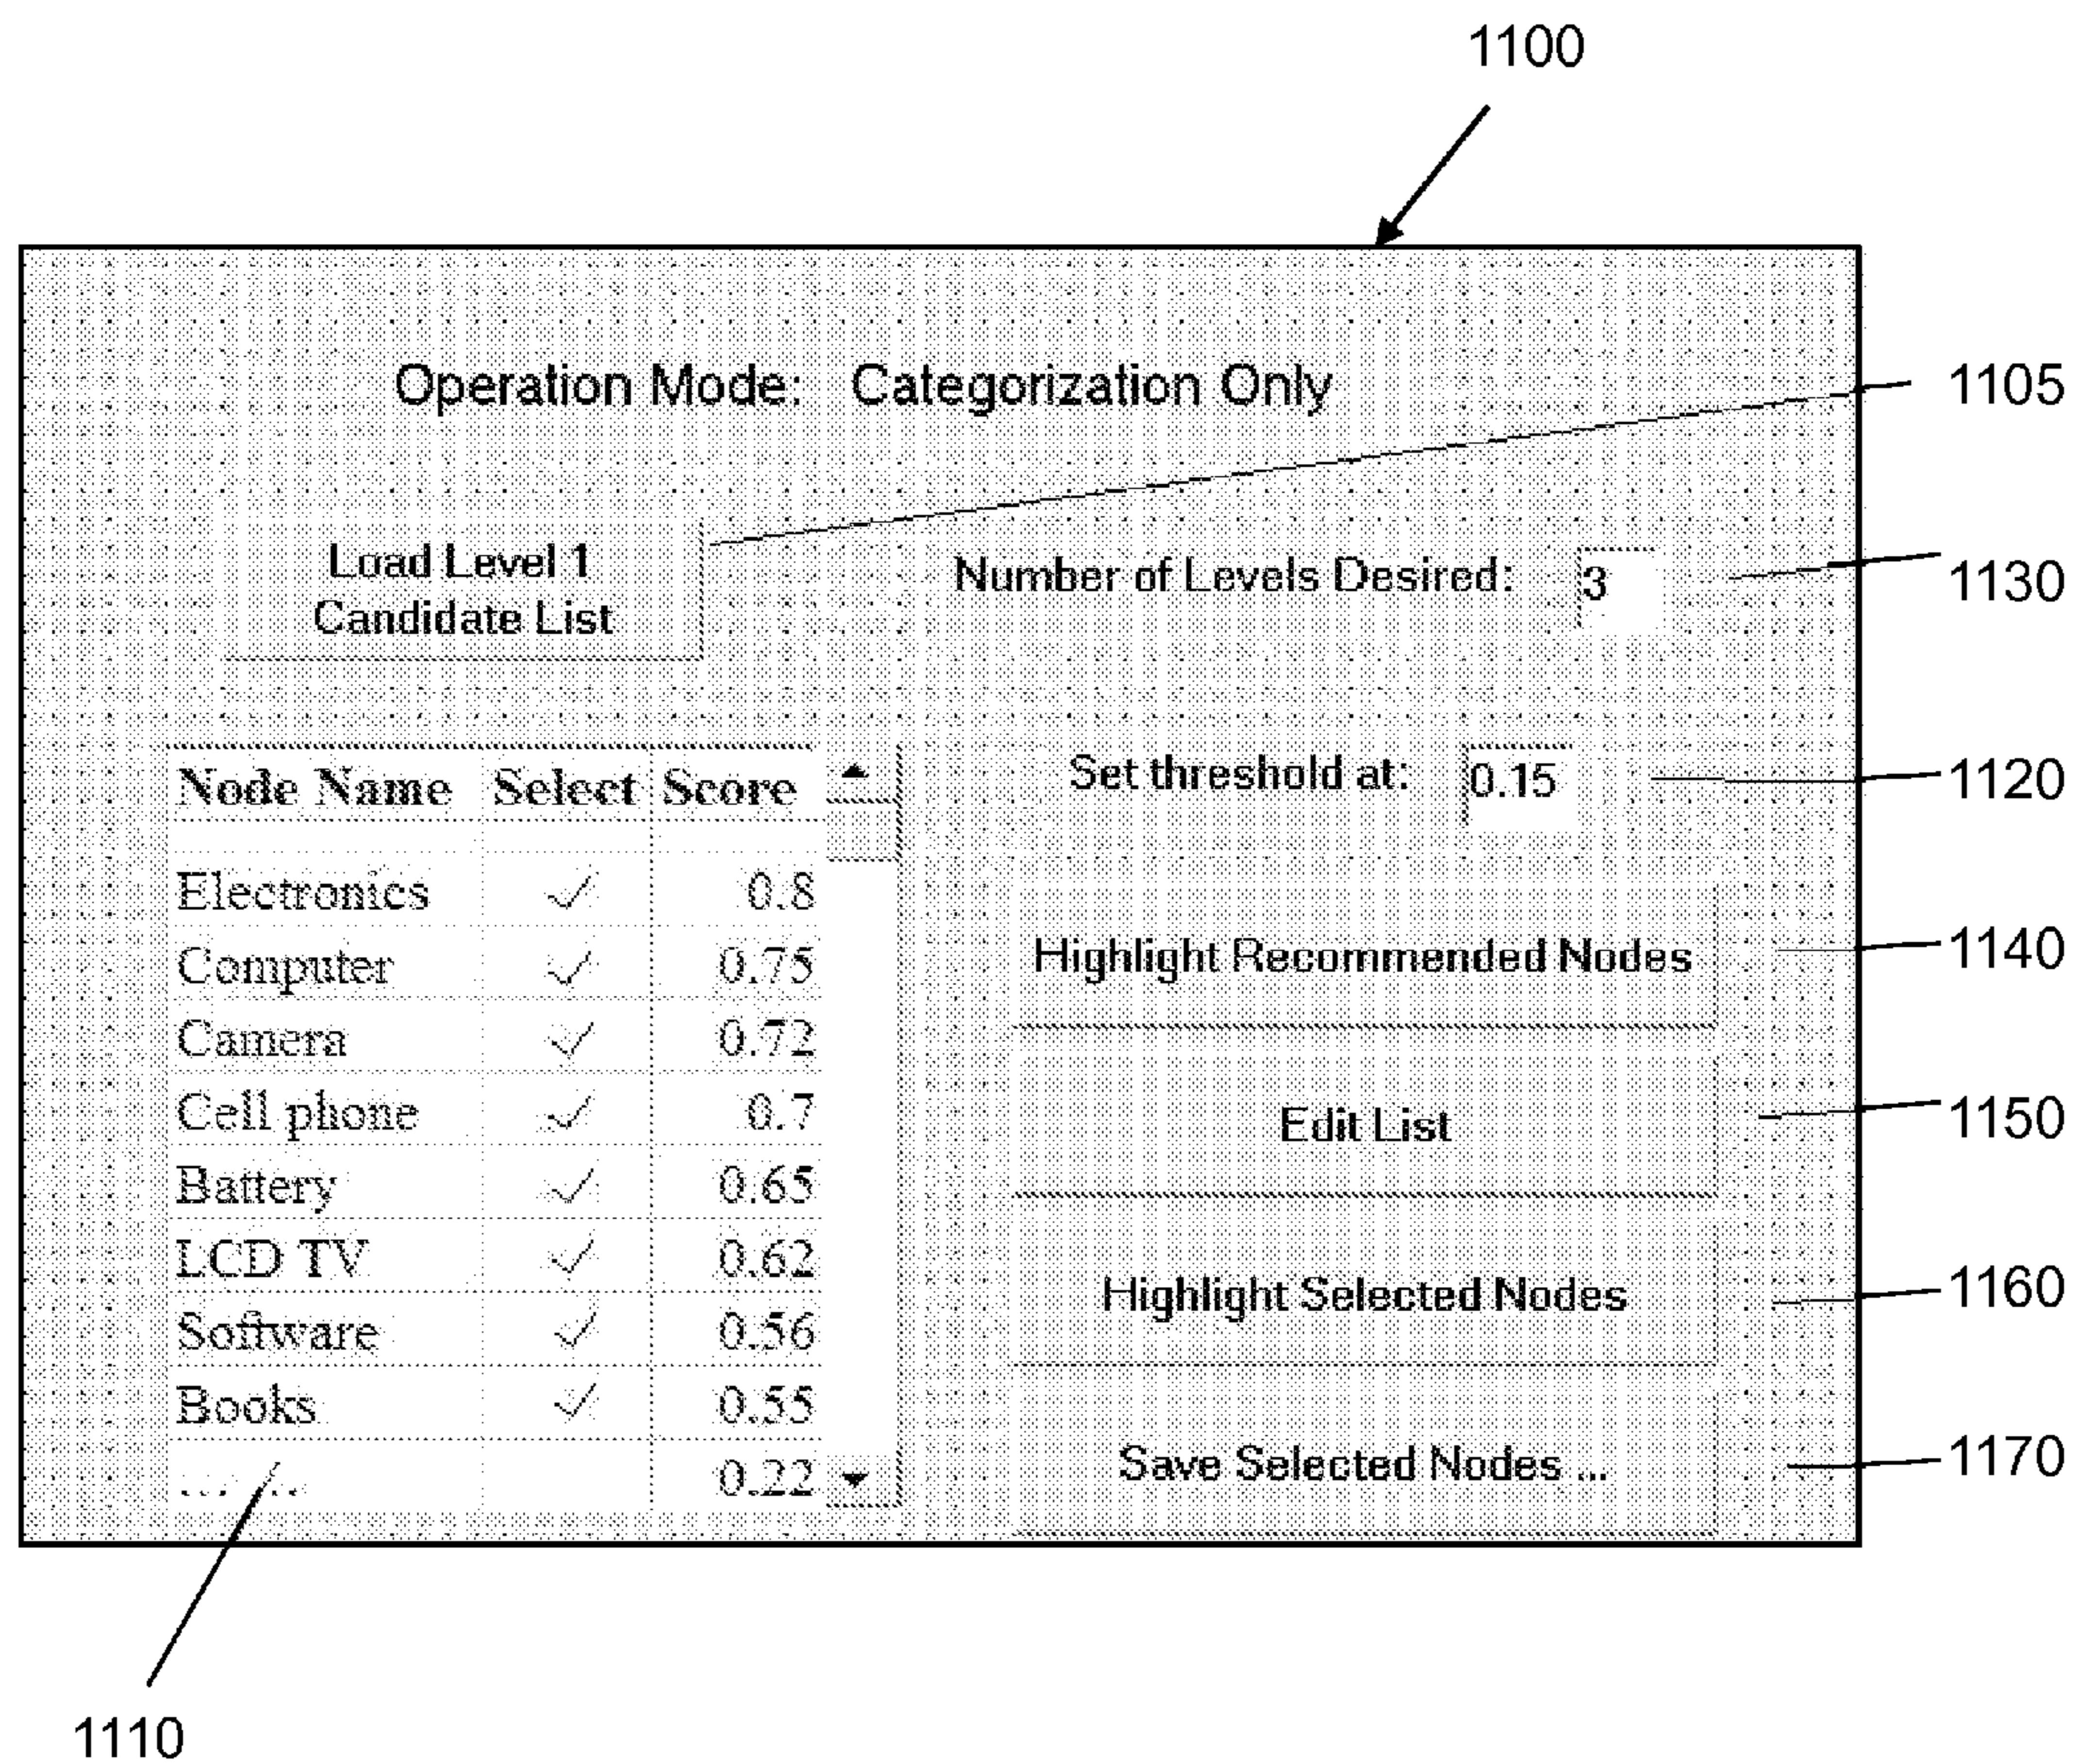 1100
Operation Mode: Categorization Only
1105
Load Level 1
Candidate List
Number of Levels Desired: 3
1130
Set threshold at: 0.15
1120
Node Name Select Score
Electronics ✓ 0.8
Computer ✓ 0.75
Camera ✓ 0.72
Cell phone ✓ 0.7
Battery ✓ 0.65
LCD TV ✓ 0.62
Software ✓ 0.56
Books ✓ 0.55
...... 0.22
Highlight Recommended Nodes
1140
Edit List
1150
Highlight Selected Nodes
1160
Save Selected Nodes ...
1170
1110